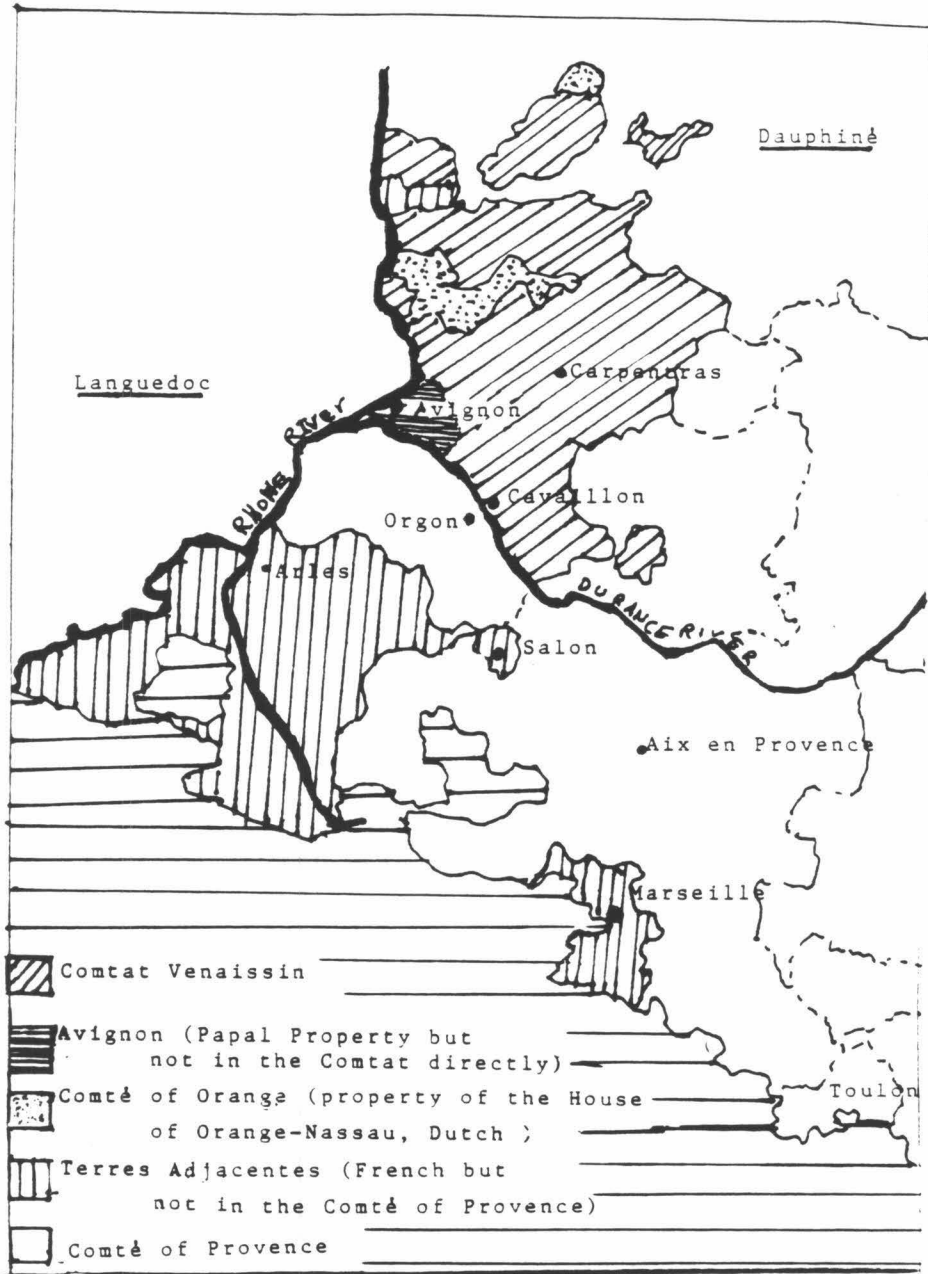 Dauphiné
Languedoc
Carpentras
Avignon
RHONE RIVER
Cavaillon
Orgon
Arles
DURANCE RIVER
Salon
Aix en Provence
Marseille
Comtat Venaissin
Avignon (Papal Property but
not in the Comtat directly)
Comté of Orange (property of the House
of Orange-Nassau, Dutch )
Toulon
Terres Adjacentes (French but
not in the Comté of Provence)
Comté of Provence